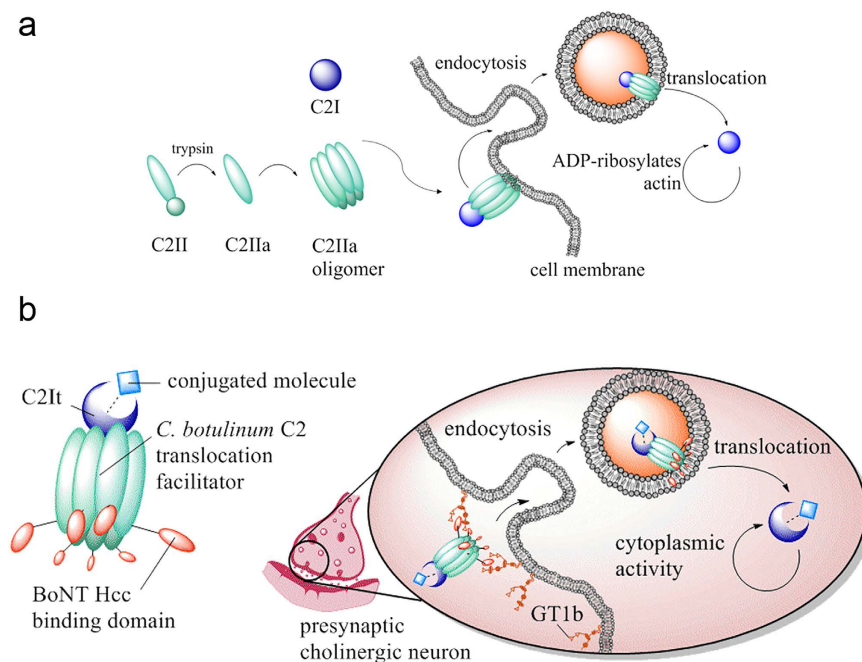 a
endocytosis
C2I
translocation
trypsin
ADP-ribosylates
actin
C2II
C2IIa
C2IIa
oligomer
cell membrane
b
conjugated molecule
C2It
C. botulinum C2
translocation
facilitator
endocytosis
translocation
cytoplasmic
activity
BoNT Hcc
binding domain
GT1b
presynaptic
cholinergic neuron